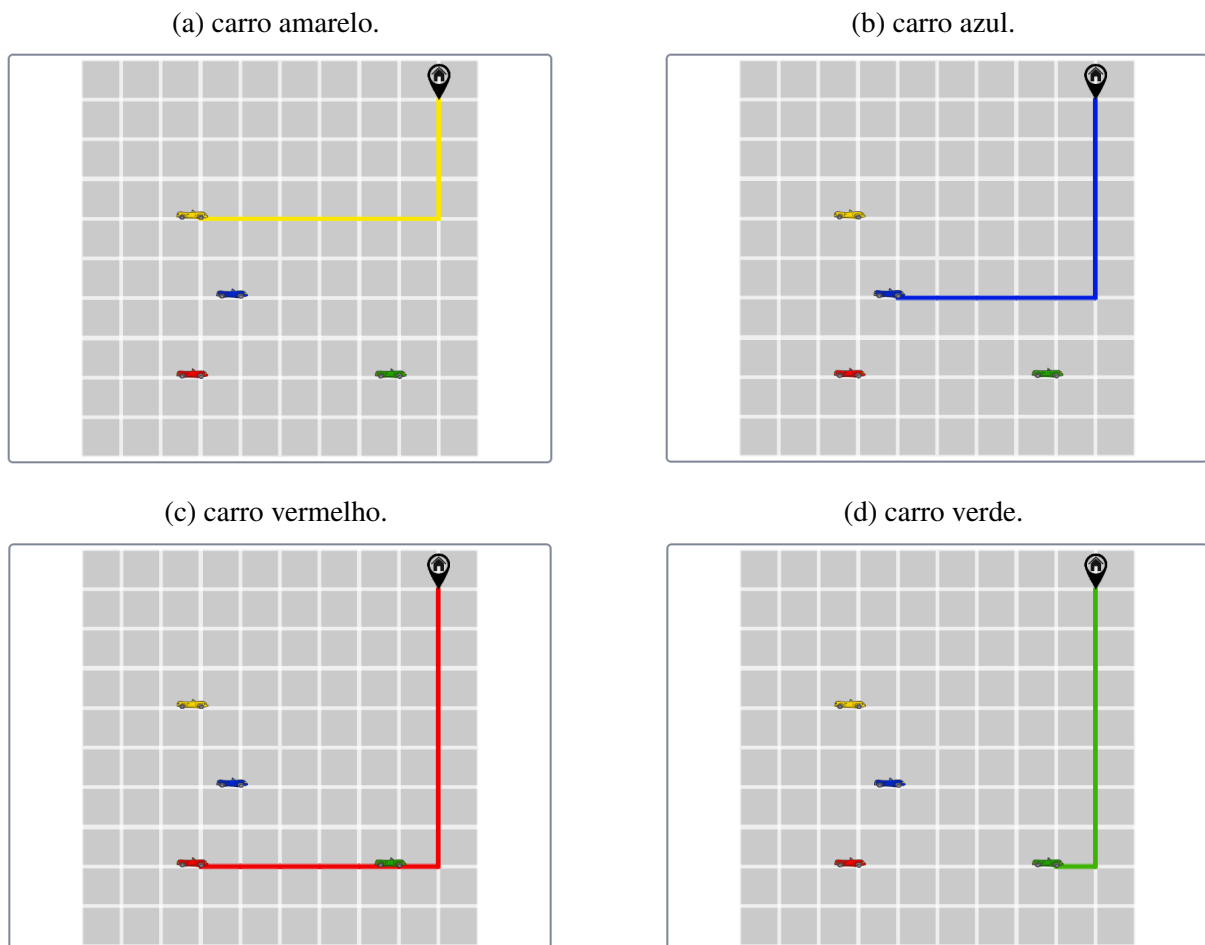 (a) carro amarelo.
(b) carro azul.
(c) carro vermelho.
(d) carro verde.